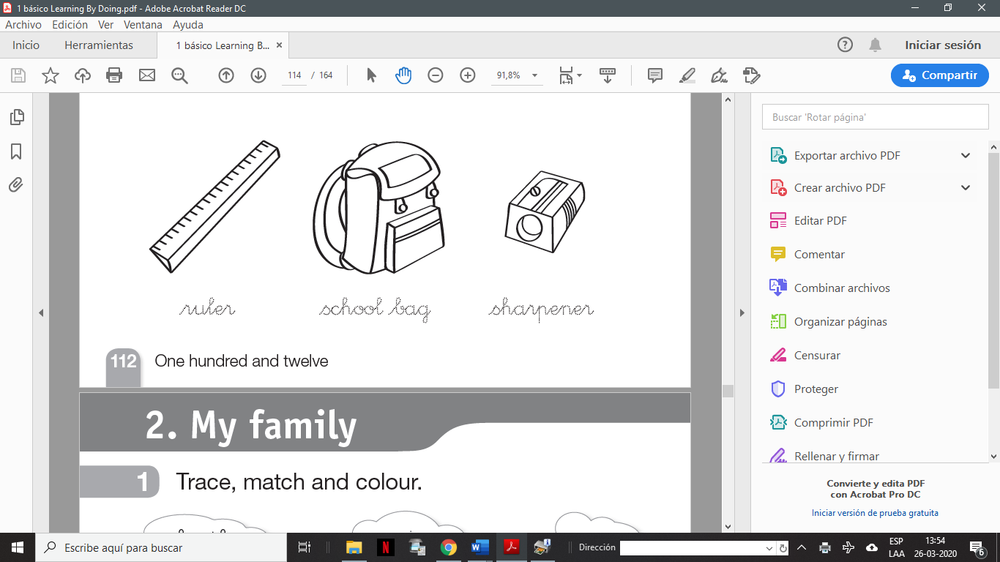 1 básico Learning By Doing.pdf - Adobe Acrobat Reader DC
Archivo Edición Ver Ventana Ayuda
Inicio Herramientas 1 básico Learning B... Iniciar sesión
114 / 164 91,8% Compartir
Buscar 'Rotar página'
Exportar archivo PDF
Crear archivo PDF
Editar PDF
Comentar
Combinar archivos
Organizar páginas
Censurar
Proteger
Comprimir PDF
Rellenar y firmar
Convierte y edita PDF
con Acrobat Pro DC
Iniciar versión de prueba gratuita
ruler school bag sharpener
112 One hundred and twelve
2. My family
1 Trace, match and colour.
Escribe aquí para buscar
Dirección
ESP
LAA
13:54
26-03-2020
6